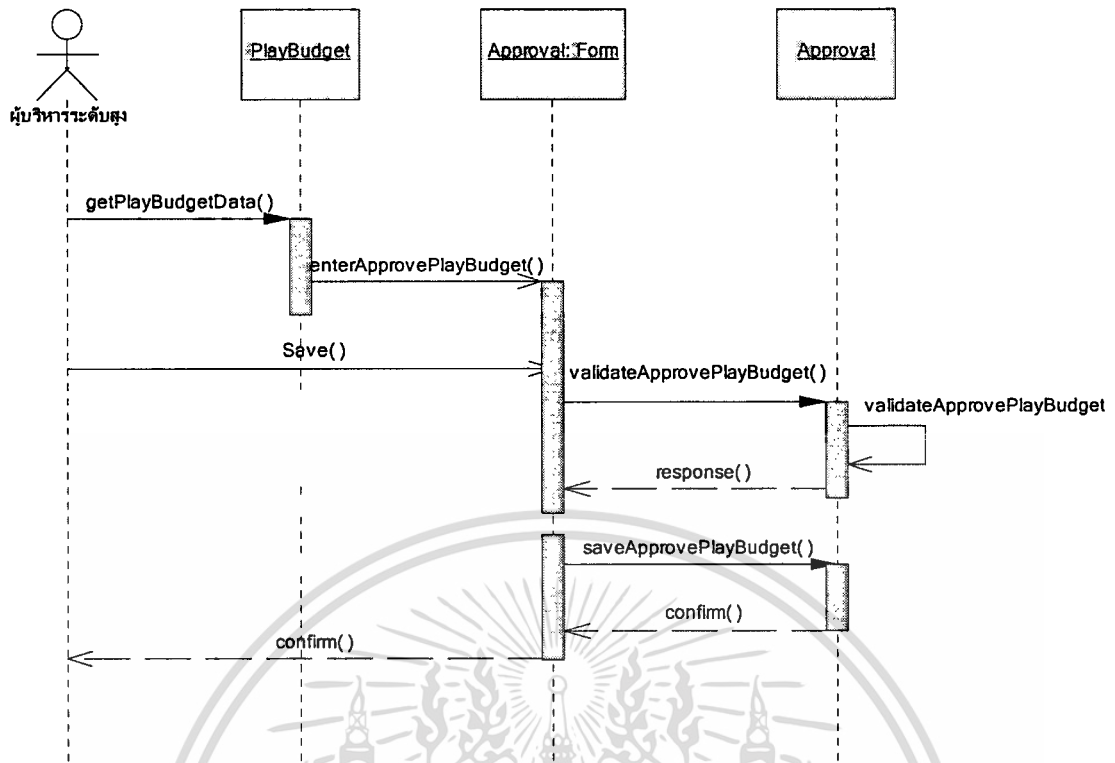 PlayBudget
Approval::Form
Approval
ผู้บริหารระดับสูง
getPlayBudgetData()
enterApprovePlayBudget()
Save()
validateApprovePlayBudget()
validateApprovePlayBudget
response()
saveApprovePlayBudget()
confirm()
confirm()